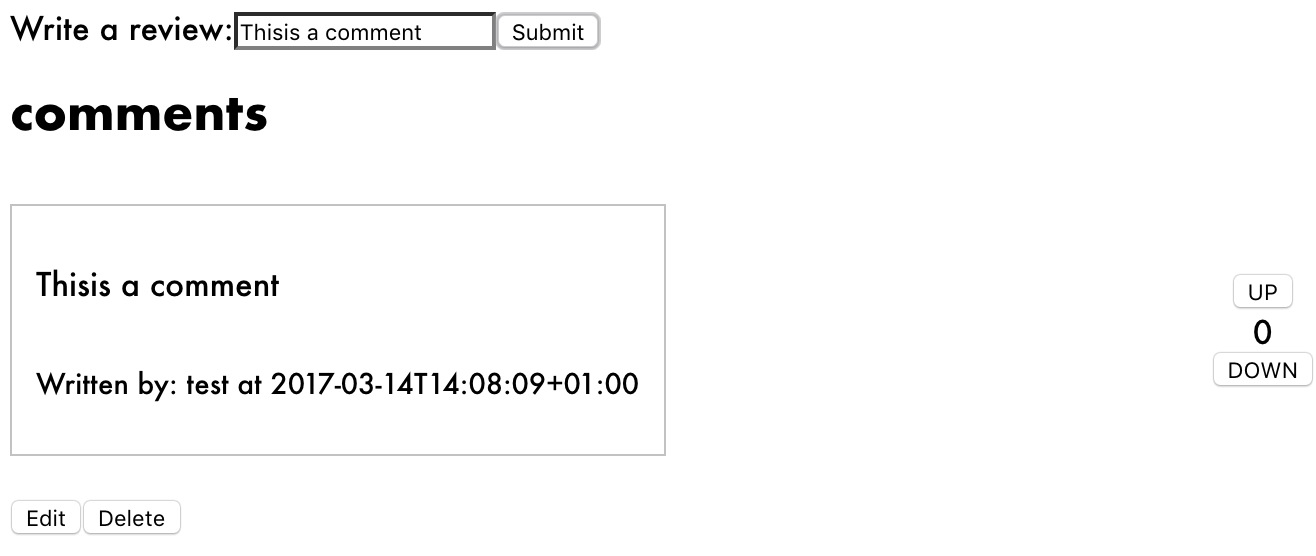 Write a review: Thisis a comment Submit
comments
Thisis a comment
UP
0
DOWN
Written by: test at 2017-03-14T14:08:09+01:00
Edit Delete